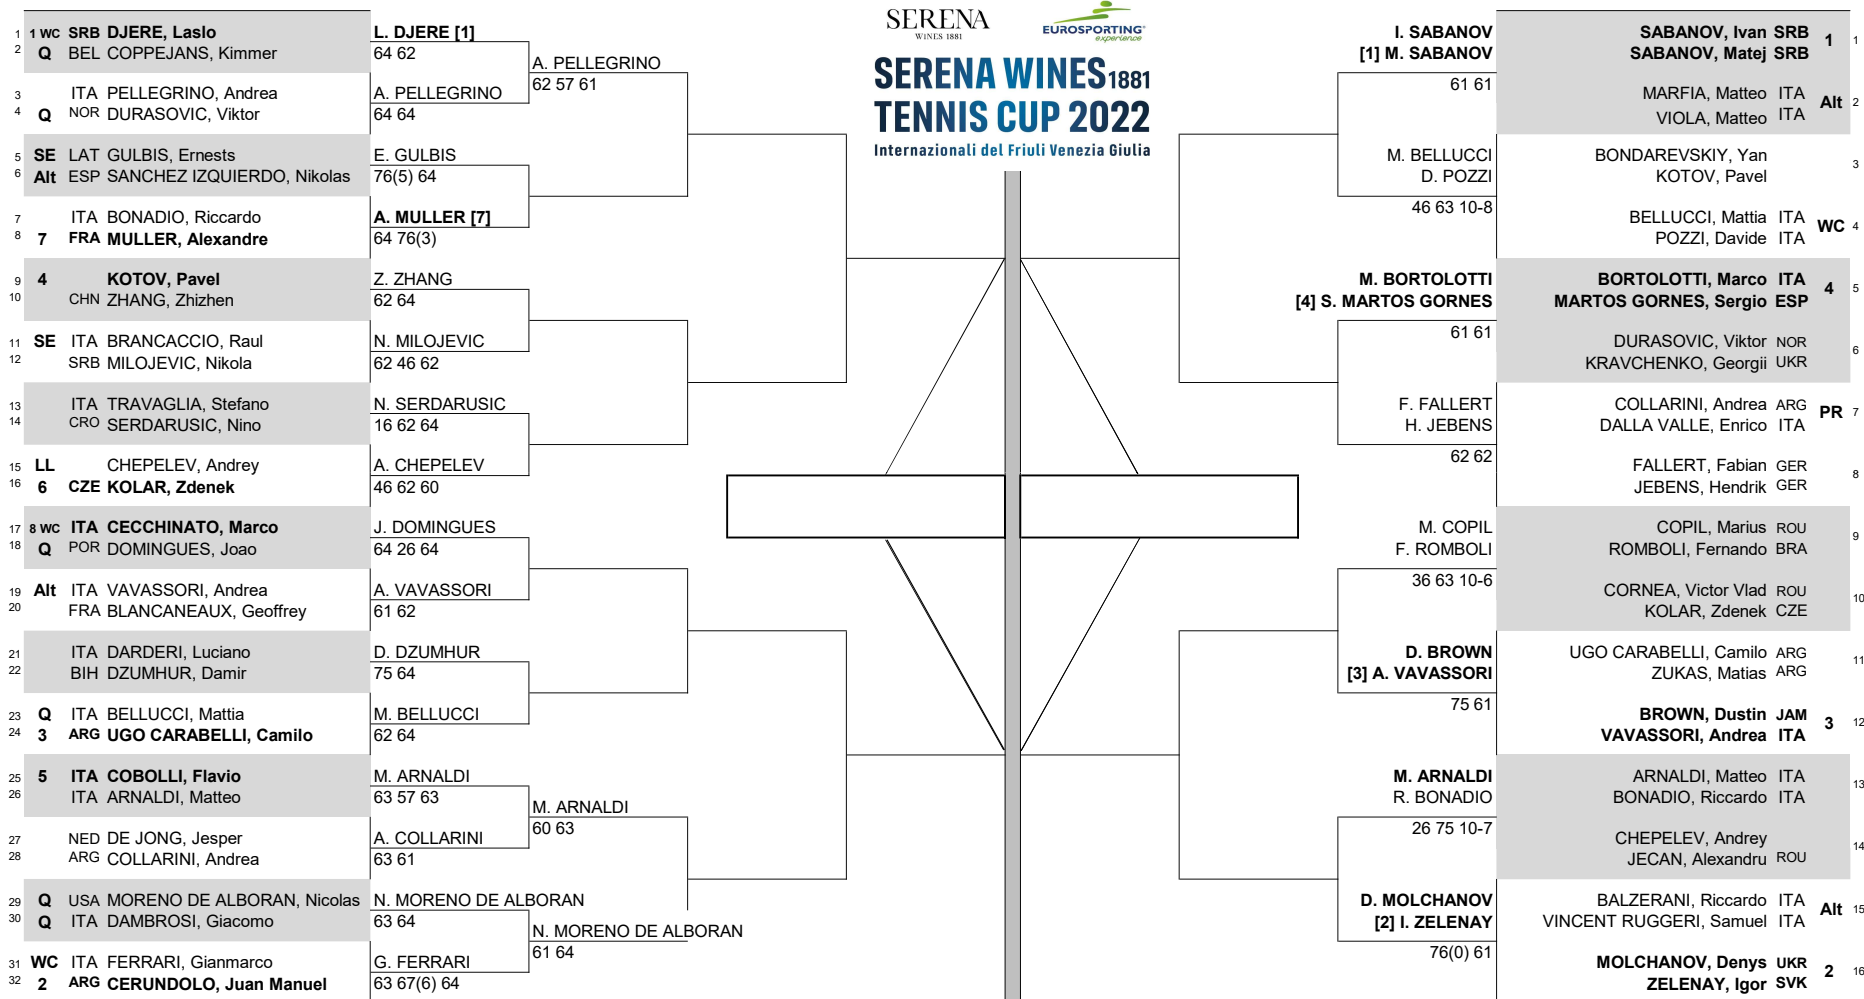 SERENA
WINES 1881
EUROSPORTING
experience
SERENA WINES 1881
TENNIS CUP 2022
Internazionali del Friuli Venezia Giulia
1 1 WC SRB DJERE, Laslo
2 Q BEL COPPEJANS, Kimmer
3 ITA PELLEGRINO, Andrea
4 Q NOR DURASOVIC, Viktor
5 SE LAT GULBIS, Ernests
6 Alt ESP SANCHEZ IZQUIERDO, Nikolas
7 ITA BONADIO, Riccardo
8 7 FRA MULLER, Alexandre
9 4 KOTOV, Pavel
10 CHN ZHANG, Zhizhen
11 SE ITA BRANCACCIO, Raul
12 SRB MILOJEVIC, Nikola
13 ITA TRAVAGLIA, Stefano
14 CRO SERDARUSIC, Nino
15 LL CHEPELEV, Andrey
16 6 CZE KOLAR, Zdenek
17 8 WC ITA CECCHINATO, Marco
18 Q POR DOMINGUES, Joao
19 Alt ITA VAVASSORI, Andrea
20 FRA BLANCANEAUX, Geoffrey
21 ITA DARDERI, Luciano
22 BIH DZUMHUR, Damir
23 Q ITA BELLUCCI, Mattia
24 3 ARG UGO CARABELLI, Camilo
25 5 ITA COBOLLI, Flavio
26 ITA ARNALDI, Matteo
27 NED DE JONG, Jesper
28 ARG COLLARINI, Andrea
29 Q USA MORENO DE ALBORAN, Nicolas
30 Q ITA DAMBROSI, Giacomo
31 WC ITA FERRARI, Gianmarco
32 2 ARG CERUNDOLO, Juan Manuel
L. DJERE [1]
64 62
A. PELLEGRINO
64 64
E. GULBIS
76(5) 64
A. MULLER [7]
64 76(3)
Z. ZHANG
62 64
N. MILOJEVIC
62 46 62
N. SERDARUSIC
16 62 64
A. CHEPELEV
46 62 60
J. DOMINGUES
64 26 64
A. VAVASSORI
61 62
D. DZUMHUR
75 64
M. BELLUCCI
62 64
M. ARNALDI
63 57 63
A. COLLARINI
63 61
N. MORENO DE ALBORAN
63 64
G. FERRARI
63 67(6) 64
A. PELLEGRINO
62 57 61
M. ARNALDI
60 63
N. MORENO DE ALBORAN
61 64
I. SABANOV
[1] M. SABANOV
61 61
M. BELLUCCI
D. POZZI
46 63 10-8
M. BORTOLOTTI
[4] S. MARTOS GORNES
61 61
F. FALLERT
H. JEBENS
62 62
M. COPIL
F. ROMBOLI
36 63 10-6
D. BROWN
[3] A. VAVASSORI
75 61
M. ARNALDI
R. BONADIO
26 75 10-7
D. MOLCHANOV
[2] I. ZELENAY
76(0) 61
SABANOV, Ivan SRB
SABANOV, Matej SRB
1 1
MARFIA, Matteo ITA
VIOLA, Matteo ITA
Alt 2
BONDAREVSKIY, Yan
KOTOV, Pavel
3
BELLUCCI, Mattia ITA
POZZI, Davide ITA
WC 4
BORTOLOTTI, Marco ITA
MARTOS GORNES, Sergio ESP
4 5
DURASOVIC, Viktor NOR
KRAVCHENKO, Georgii UKR
6
COLLARINI, Andrea ARG
DALLA VALLE, Enrico ITA
PR 7
FALLERT, Fabian GER
JEBENS, Hendrik GER
8
COPIL, Marius ROU
ROMBOLI, Fernando BRA
9
CORNEA, Victor Vlad ROU
KOLAR, Zdenek CZE
10
UGO CARABELLI, Camilo ARG
ZUKAS, Matias ARG
11
BROWN, Dustin JAM
VAVASSORI, Andrea ITA
3 12
ARNALDI, Matteo ITA
BONADIO, Riccardo ITA
13
CHEPELEV, Andrey
JECAN, Alexandru ROU
14
BALZERANI, Riccardo ITA
VINCENT RUGGERI, Samuel ITA
Alt 15
MOLCHANOV, Denys UKR
ZELENAY, Igor SVK
2 16